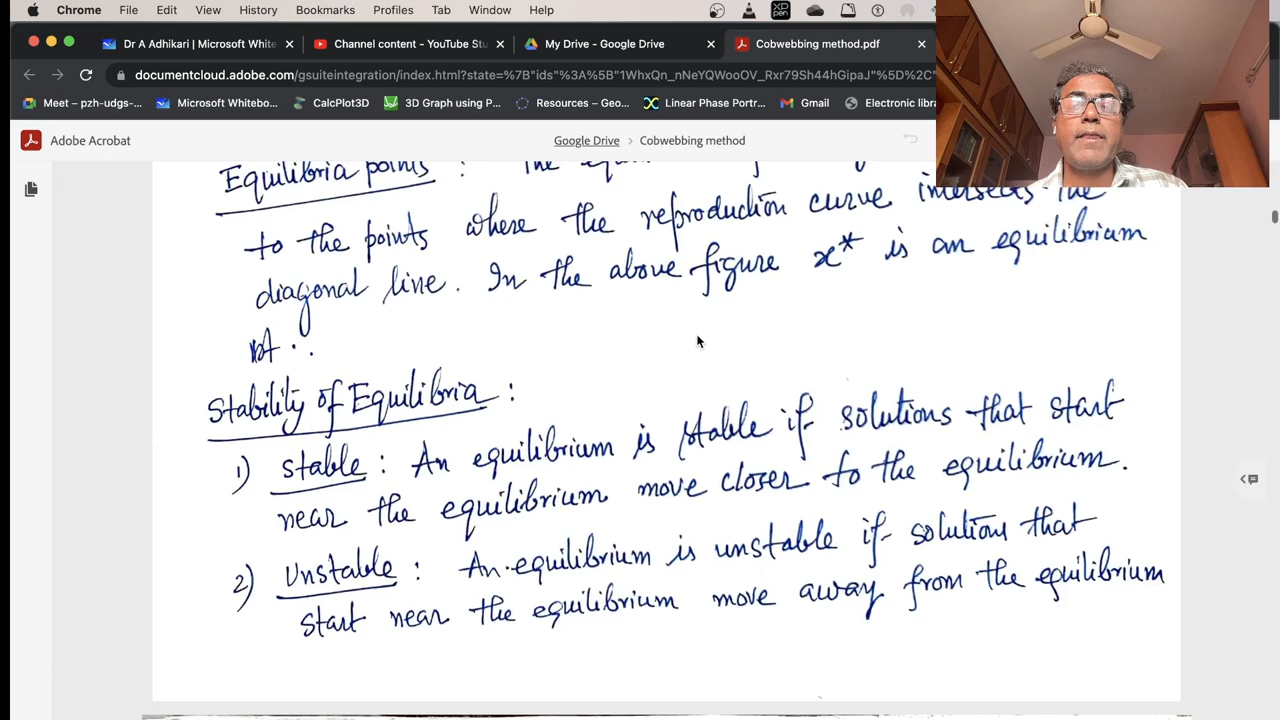 Chrome File Edit View History Bookmarks Profiles Tab Window Help
Dr A Adhikari | Microsoft White
Channel content - YouTube Stu
My Drive - Google Drive
Cobwebbing method.pdf
documentcloud.adobe.com/gsuiteintegration/index.html?state=%7B"ids"%3A%5B"1WhxQn_nNeYQWooOV_Rxr79Sh44hGipaJ"%5D%2C"
Meet – pzh-udgs-... Microsoft Whitebo... CalcPlot3D 3D Graph using P... Resources – Geo... Linear Phase Portr... Gmail Electronic libra
Adobe Acrobat
Google Drive > Cobwebbing method
Equilibria points : The
to the points where the reproduction curve intersects the
diagonal line. In the above figure x* is an equilibrium
pt.
Stability of Equilibria :
1) stable : An equilibrium is stable if solutions that start
near the equilibrium move closer to the equilibrium.
2) Unstable : An equilibrium is unstable if solutions that
start near the equilibrium move away from the equilibrium